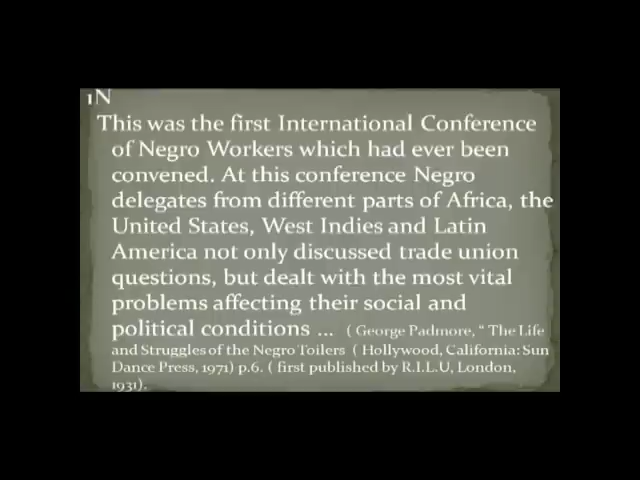 1N
This was the first International Conference
of Negro Workers which had ever been
convened. At this conference Negro
delegates from different parts of Africa, the
United States, West Indies and Latin
America not only discussed trade union
questions, but dealt with the most vital
problems affecting their social and
political conditions ... ( George Padmore, “ The Life
and Struggles of the Negro Toilers ( Hollywood, California: Sun
Dance Press, 1971) p.6. ( first published by R.I.L.U, London,
1931).